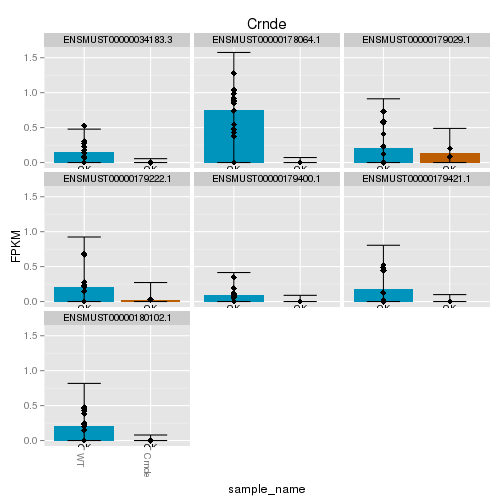 Crnde
ENSMUST00000034183.3 ENSMUST00000178064.1 ENSMUST00000179029.1
1.5
1.0
0.5
0.0
ENSMUST00000179222.1 ENSMUST00000179400.1 ENSMUST00000179421.1
1.5
1.0
0.5
0.0
FPKM
ENSMUST00000180102.1
1.5
1.0
0.5
0.0
WT
Crnde
sample_name